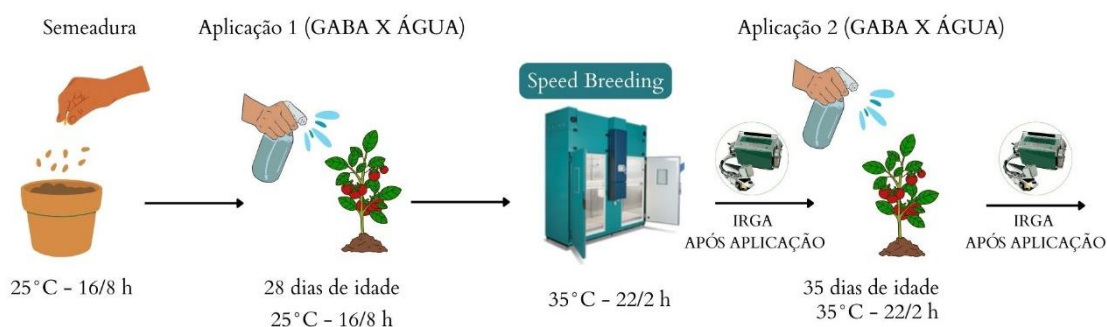 Semeadura
Aplicação 1 (GABA X ÁGUA)
Aplicação 2 (GABA X ÁGUA)
Speed Breeding
IRGA
APÓS APLICAÇÃO
IRGA
APÓS APLICAÇÃO
25°C - 16/8 h
28 dias de idade
25°C - 16/8 h
35°C - 22/2 h
35 dias de idade
35°C - 22/2 h